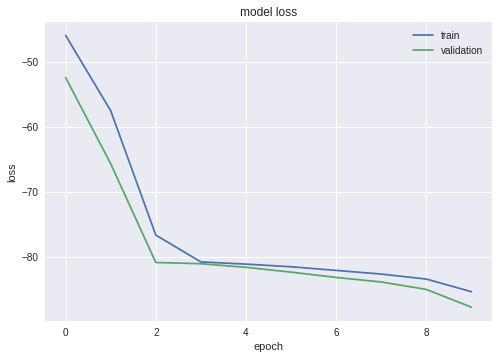 model loss
train
validation
loss
−50
−60
−70
−80
0
2
4
6
8
epoch